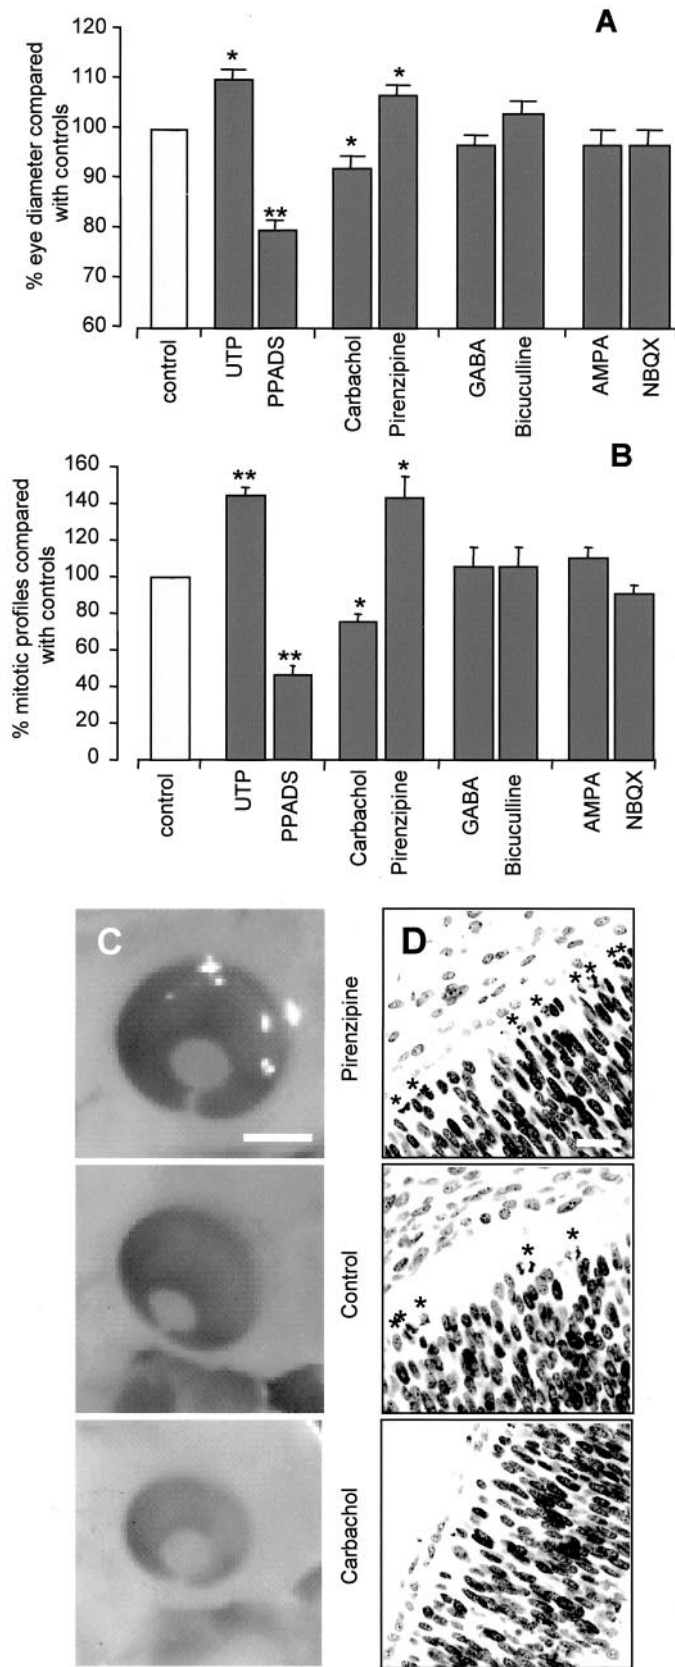 A
% eye diameter compared
with controls
120
110
100
90
80
70
60
*
**
*
*
control
UTP
PPADS
Carbachol
Pirenzipine
GABA
Bicuculline
AMPA
NBQX
B
% mitotic profiles compared
with controls
160
140
120
100
80
60
40
20
0
**
**
*
*
control
UTP
PPADS
Carbachol
Pirenzipine
GABA
Bicuculline
AMPA
NBQX
C
D
Pirenzipine
* * * * * * * *
Control
* * * * *
Carbachol